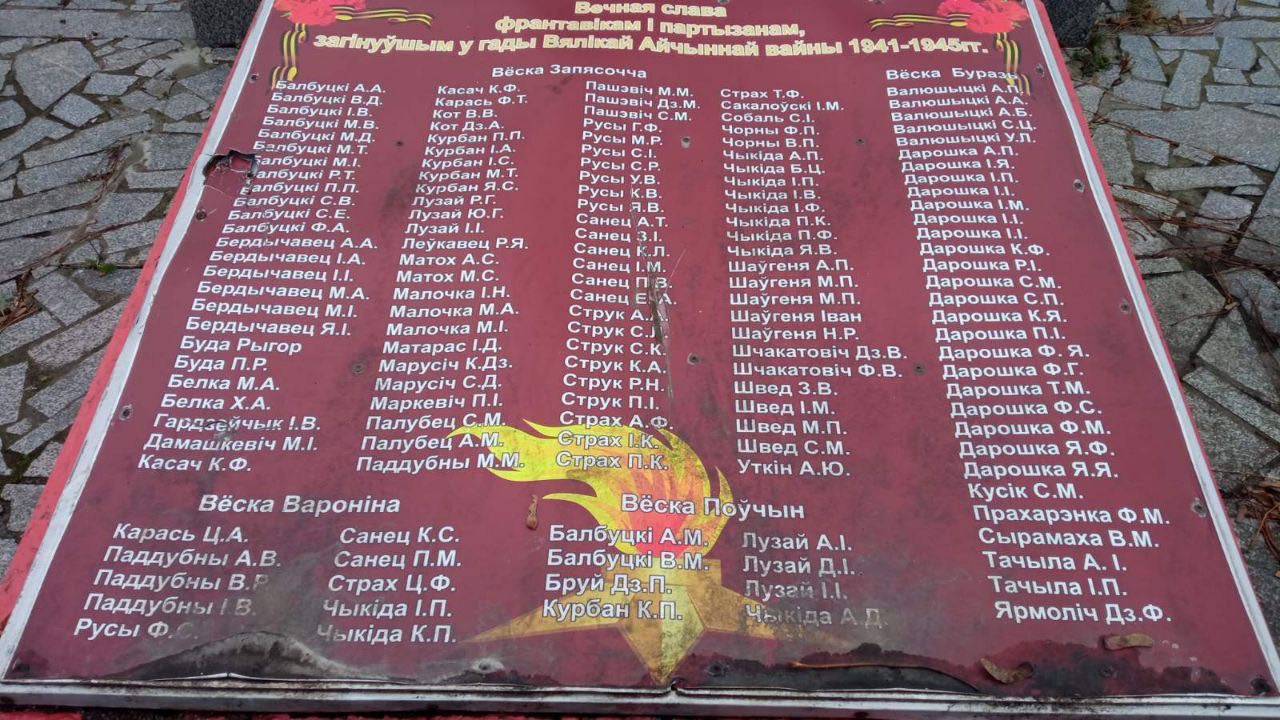 Вечная слава
франтавікам і партызанам,
загінуўшым у гады Вялікай Айчыннай вайны 1941-1945гг.
Вёска Запясочча
Балбуцкі А.А.
Балбуцкі В.Д.
Балбуцкі І.В.
Балбуцкі М.В.
Балбуцкі М.Д.
Балбуцкі М.Т.
Балбуцкі М.І.
Балбуцкі Р.Т.
Балбуцкі П.П.
Балбуцкі С.В.
Балбуцкі С.Е.
Балбуцкі Ф.А.
Бердычавец А.А.
Бердычавец І.А.
Бердычавец І.І.
Бердычавец М.А.
Бердычавец М.І.
Бердычавец Я.І.
Буда Рыгор
Буда П.Р.
Белка М.А.
Белка Х.А.
Гардзейчык І.В.
Дамашкевіч М.І.
Касач К.Ф.
Касач К.Ф.
Карась Ф.Т.
Кот В.В.
Кот Дз.А.
Курбан П.П.
Курбан І.А.
Курбан І.С.
Курбан М.Т.
Курбан Я.С.
Лузай Р.Г.
Лузай Ю.Г.
Лузай І.І.
Леўкавец Р.Я.
Матох А.С.
Матох М.С.
Малочка І.Н.
Малочка М.А.
Малочка М.І.
Матарас І.Д.
Марусіч К.Дз.
Марусіч С.Д.
Маркевіч П.І.
Палубец С.М.
Палубец А.М.
Паддубны М.М.
Пашэвіч М.М.
Пашэвіч Дз.М.
Пашэвіч С.М.
Русы Г.Ф.
Русы М.Р.
Русы С.І.
Русы С.Р.
Русы У.В.
Русы К.В.
Русы Я.В.
Санец А.Т.
Санец З.І.
Санец К.Л.
Санец І.М.
Санец П.В.
Санец Е.А.
Струк А.
Струк С.
Струк С.К.
Струк К.А.
Струк Р.Н.
Струк П.І.
Страх А.Ф.
Страх І.К.
Страх П.К.
Страх Т.Ф.
Сакалоўскі І.М.
Собаль С.І.
Чорны Ф.П.
Чорны В.П.
Чыкіда А.П.
Чыкіда Б.Ц.
Чыкіда І.П.
Чыкіда І.В.
Чыкіда І.Ф.
Чыкіда П.К.
Чыкіда П.Ф.
Чыкіда Я.В.
Шаўгеня А.П.
Шаўгеня М.П.
Шаўгеня М.П.
Шаўгеня Іван
Шаўгеня Н.Р.
Шчакатовіч Дз.В.
Шчакатовіч Ф.В.
Швед З.В.
Швед І.М.
Швед М.П.
Швед С.М.
Уткін А.Ю.
Вёска Буразь
Валюшыцкі А.П.
Валюшыцкі А.А.
Валюшыцкі А.Б.
Валюшыцкі С.Ц.
Валюшыцкі У.Л.
Дарошка А.П.
Дарошка І.Я.
Дарошка І.П.
Дарошка І.І.
Дарошка І.М.
Дарошка І.І.
Дарошка І.І.
Дарошка К.Ф.
Дарошка Р.І.
Дарошка С.М.
Дарошка С.П.
Дарошка К.Я.
Дарошка П.І.
Дарошка Ф. Я.
Дарошка Ф.Г.
Дарошка Т.М.
Дарошка Ф.С.
Дарошка Ф.М.
Дарошка Я.Ф.
Дарошка Я.Я.
Кусік С.М.
Прахарэнка Ф.М.
Сырамаха В.М.
Тачыла А. І.
Тачыла І.П.
Ярмоліч Дз.Ф.
Вёска Вароніна
Карась Ц.А.
Паддубны А.В.
Паддубны В.Р.
Паддубны І.В.
Русы Ф.С.
Санец К.С.
Санец П.М.
Страх Ц.Ф.
Чыкіда І.П.
Чыкіда К.П.
Вёска Поўчын
Балбуцкі А.М.
Балбуцкі В.М.
Бруй Дз.П.
Курбан К.П.
Лузай А.І.
Лузай Д.І.
Лузай І.І.
Чыкіда А.Д.